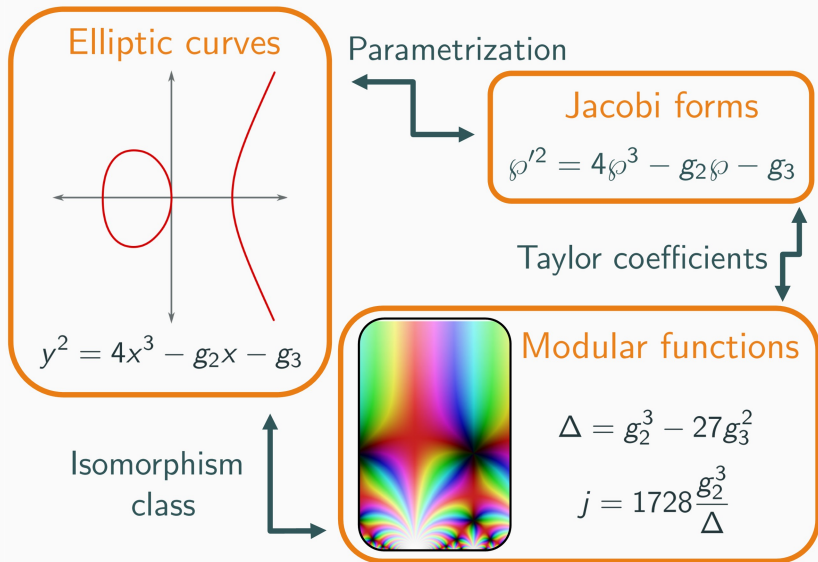 Elliptic curves
y² = 4x³ − g₂x − g₃
Parametrization
Jacobi forms
℘′² = 4℘³ − g₂℘ − g₃
Taylor coefficients
Modular functions
Δ = g₂³ − 27g₃²
j = 1728 g₂³/Δ
Isomorphism
class